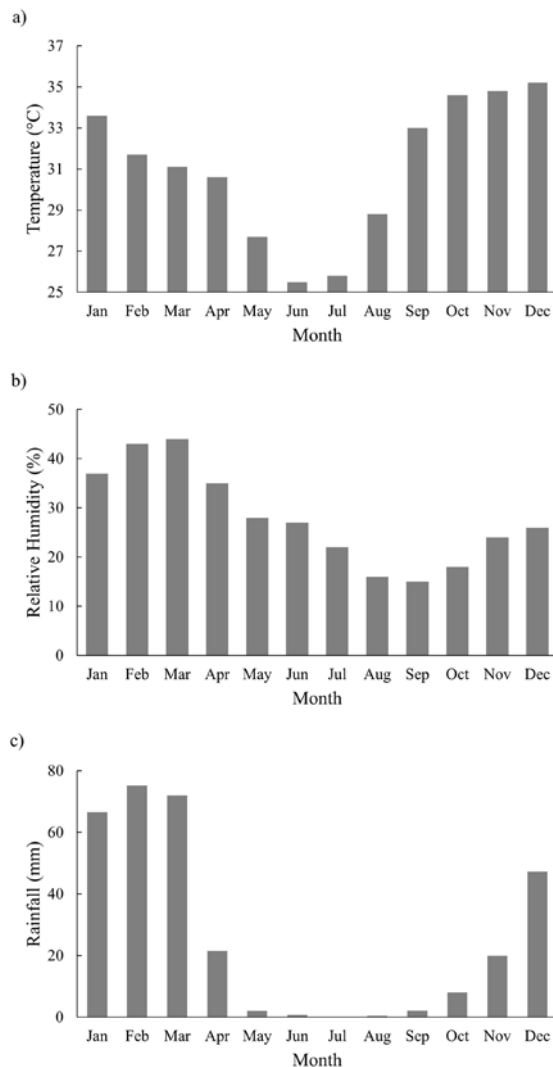 a)
37
35
33
31
29
27
25
Temperature (°C)
Jan Feb Mar Apr May Jun Jul Aug Sep Oct Nov Dec
Month
b)
50
40
30
20
10
0
Relative Humidity (%)
Jan Feb Mar Apr May Jun Jul Aug Sep Oct Nov Dec
Month
c)
80
60
40
20
0
Rainfall (mm)
Jan Feb Mar Apr May Jun Jul Aug Sep Oct Nov Dec
Month